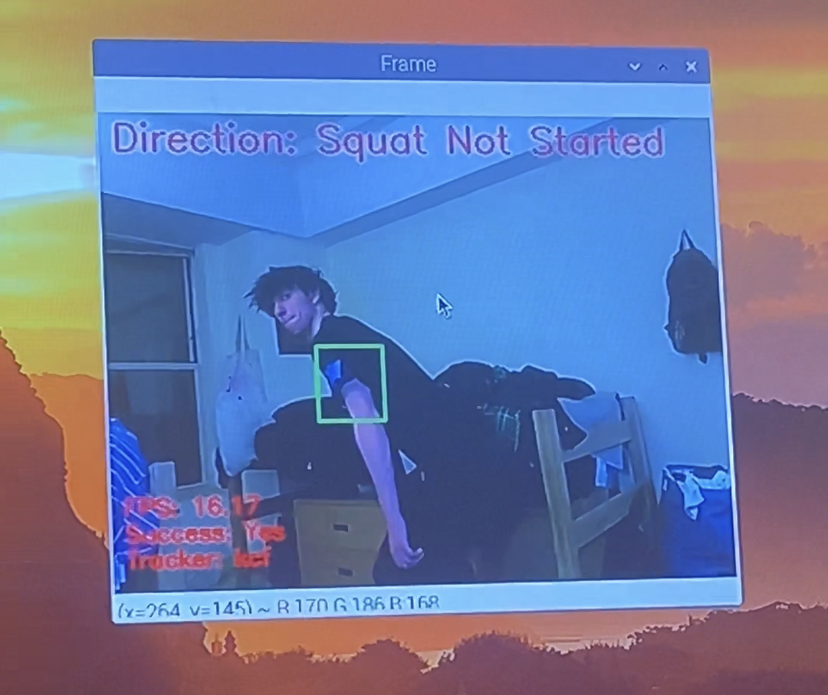 Frame
Direction: Squat Not Started
FPS: 16.17
Success: Yes
Tracker: kcf
(x=264, y=145) ~ R:170 G:186 B:168